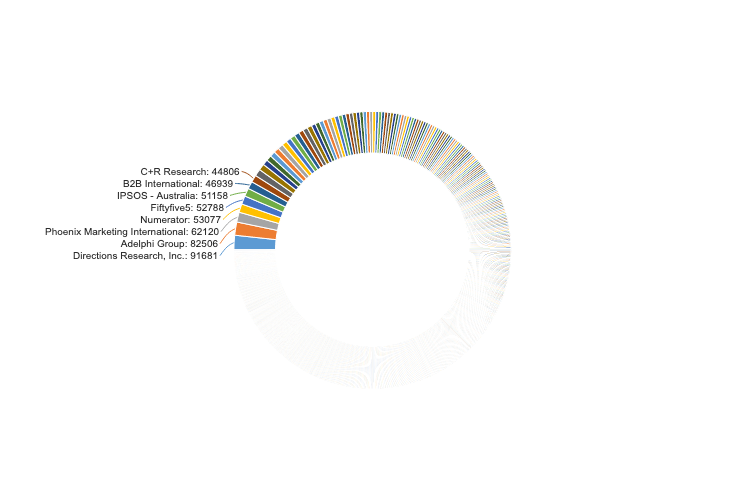 C+R Research: 44806
B2B International: 46939
IPSOS - Australia: 51158
Fiftyfive5: 52788
Numerator: 53077
Phoenix Marketing International: 62120
Adelphi Group: 82506
Directions Research, Inc.: 91681